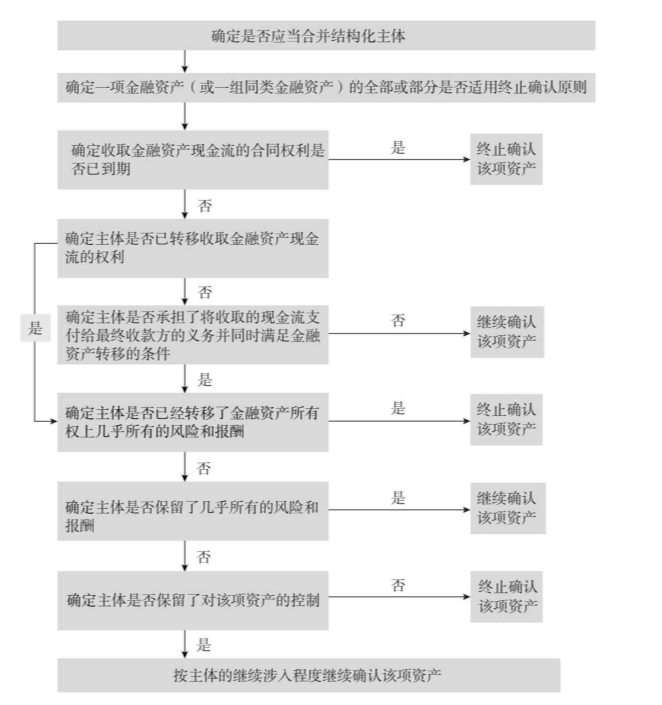 确定是否应当合并结构化主体
确定一项金融资产（或一组同类金融资产）的全部或部分是否适用终止确认原则
确定收取金融资产现金流的合同权利是
否已到期
是
终止确认
该项资产
否
确定主体是否已转移收取金融资产现金
流的权利
是
否
确定主体是否承担了将收取的现金流支
付给最终收款方的义务并同时满足金融
资产转移的条件
否
继续确认
该项资产
是
确定主体是否已经转移了金融资产所有
权上几乎所有的风险和报酬
是
终止确认
该项资产
否
确定主体是否保留了几乎所有的风险和
报酬
是
继续确认
该项资产
否
确定主体是否保留了对该项资产的控制
否
终止确认
该项资产
是
按主体的继续涉入程度继续确认该项资产